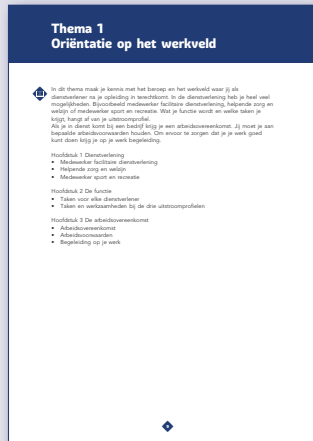 Thema 1
Oriëntatie op het werkveld
In dit thema maak je kennis met het beroep en het werkveld waar jij als
dienstverlener na je opleiding in terechtkomt. In de dienstverlening heb je heel veel
mogelijkheden. Bijvoorbeeld medewerker facilitaire dienstverlening, helpende zorg en
welzijn of medewerker sport en recreatie. Wat je functie wordt en welke taken je
krijgt, hangt af van je uitstroomprofiel.
Als je in dienst komt bij een bedrijf krijg je een arbeidsovereenkomst. Jij moet je aan
bepaalde arbeidsvoorwaarden houden. Om ervoor te zorgen dat je je werk goed
kunt doen krijg je op je werk begeleiding.
Hoofdstuk 1 Dienstverlening
• Medewerker facilitaire dienstverlening
• Helpende zorg en welzijn
• Medewerker sport en recreatie
Hoofdstuk 2 De functie
• Taken voor elke dienstverlener
• Taken en werkzaamheden bij de drie uitstroomprofielen
Hoofdstuk 3 De arbeidsovereenkomst
• Arbeidsovereenkomst
• Arbeidsvoorwaarden
• Begeleiding op je werk